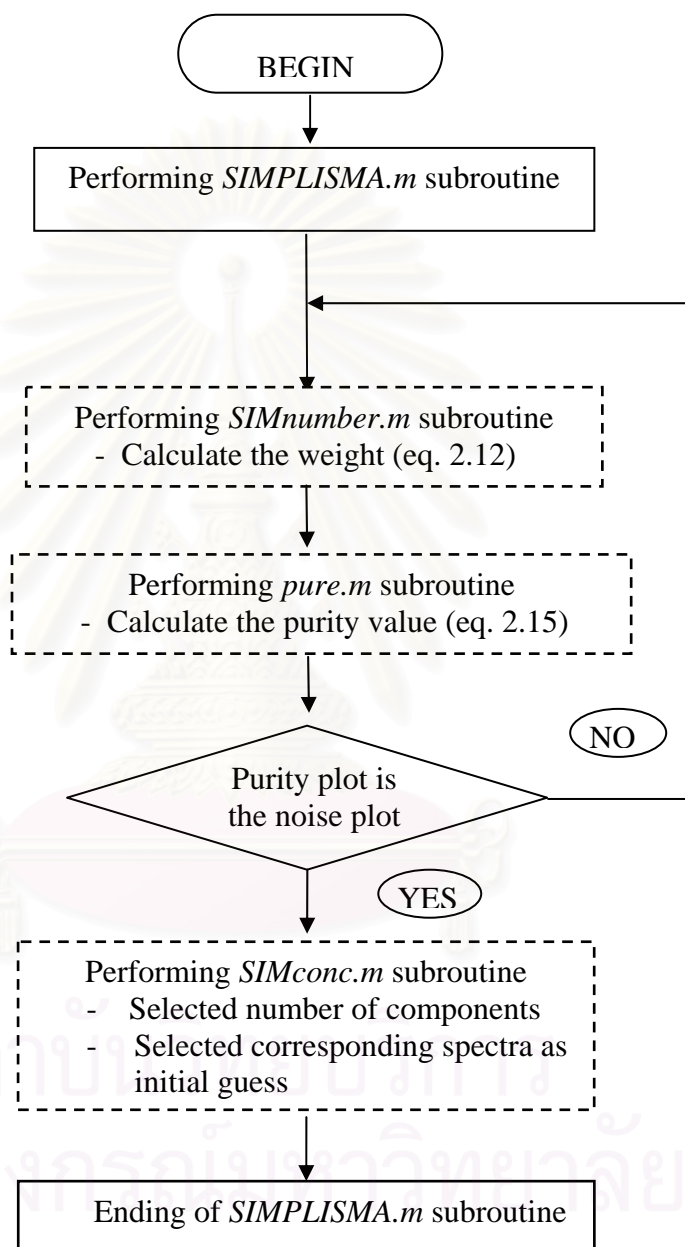 BEGIN
Performing SIMPLISMA.m subroutine
Performing SIMnumber.m subroutine
- Calculate the weight (eq. 2.12)
Performing pure.m subroutine
- Calculate the purity value (eq. 2.15)
NO
Purity plot is
the noise plot
YES
Performing SIMconc.m subroutine
- Selected number of components
- Selected corresponding spectra as
initial guess
Ending of SIMPLISMA.m subroutine